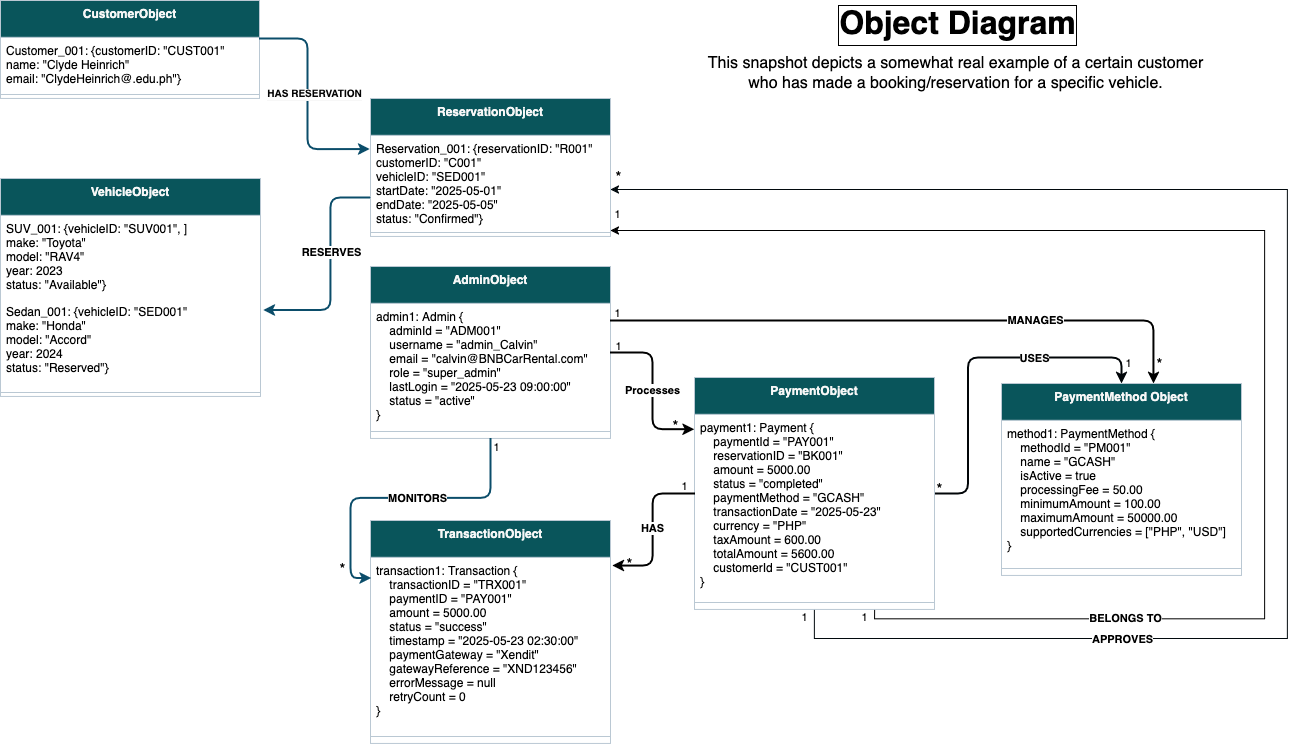 Object Diagram
This snapshot depicts a somewhat real example of a certain customer
who has made a booking/reservation for a specific vehicle.
CustomerObject
Customer_001: {customerID: "CUST001"
name: "Clyde Heinrich"
email: "ClydeHeinrich@.edu.ph"}
HAS RESERVATION
ReservationObject
Reservation_001: {reservationID: "R001"
customerID: "C001"
vehicleID: "SED001"
startDate: "2025-05-01"
endDate: "2025-05-05"
status: "Confirmed"}
*
1
VehicleObject
SUV_001: {vehicleID: "SUV001", ]
make: "Toyota"
model: "RAV4"
year: 2023
status: "Available"}
Sedan_001: {vehicleID: "SED001"
make: "Honda"
model: "Accord"
year: 2024
status: "Reserved"}
RESERVES
AdminObject
admin1: Admin {
adminId = "ADM001"
username = "admin_Calvin"
email = "calvin@BNBCarRental.com"
role = "super_admin"
lastLogin = "2025-05-23 09:00:00"
status = "active"
}
1
MANAGES
*
1
Processes
*
1
MONITORS
*
PaymentObject
payment1: Payment {
paymentId = "PAY001"
reservationID = "BK001"
amount = 5000.00
status = "completed"
paymentMethod = "GCASH"
transactionDate = "2025-05-23"
currency = "PHP"
taxAmount = 600.00
totalAmount = 5600.00
customerId = "CUST001"
}
*
USES
1
PaymentMethod Object
method1: PaymentMethod {
methodId = "PM001"
name = "GCASH"
isActive = true
processingFee = 50.00
minimumAmount = 100.00
maximumAmount = 50000.00
supportedCurrencies = ["PHP", "USD"]
}
1
HAS
*
TransactionObject
transaction1: Transaction {
transactionID = "TRX001"
paymentID = "PAY001"
amount = 5000.00
status = "success"
timestamp = "2025-05-23 02:30:00"
paymentGateway = "Xendit"
gatewayReference = "XND123456"
errorMessage = null
retryCount = 0
}
1
1
BELONGS TO
APPROVES